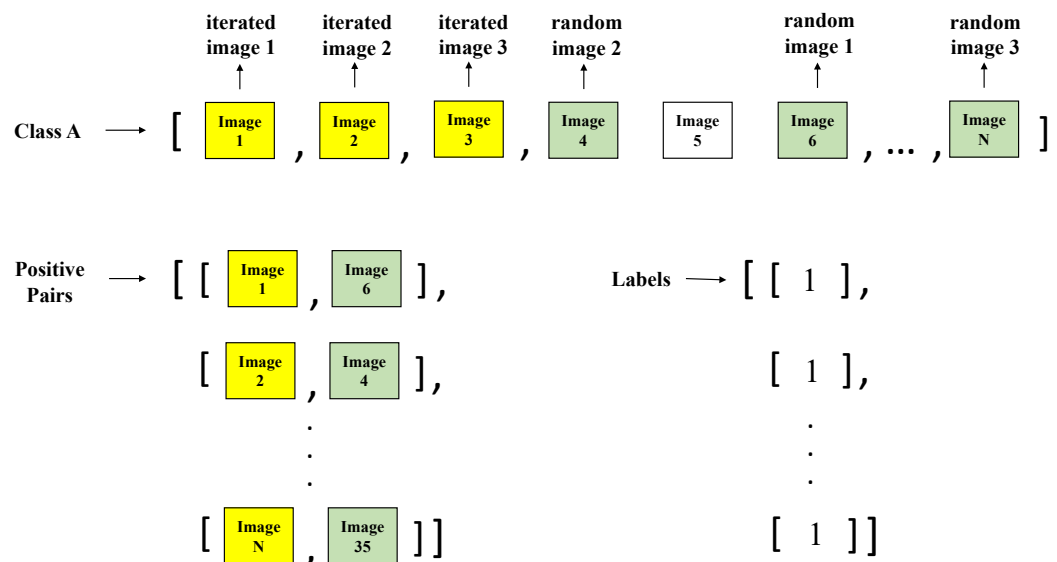 iterated image 1
iterated image 2
iterated image 3
random image 2
random image 1
random image 3
Class A [ Image 1 , Image 2 , Image 3 , Image 4 Image 5 Image 6 , ... , Image N ]
Positive Pairs [ [ Image 1 , Image 6 ] ,
Labels [ [ 1 ] ,
[ Image 2 , Image 4 ] ,
[ 1 ] ,
.
.
.
.
.
.
[ Image N , Image 35 ] ]
[ 1 ] ]